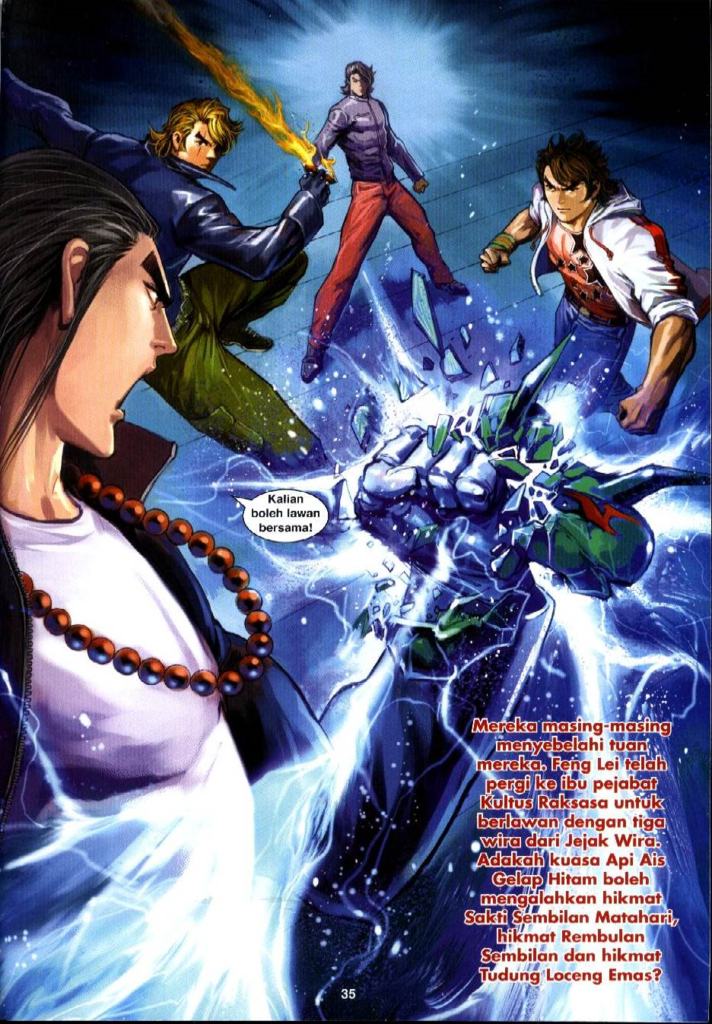 Kalian
boleh lawan
bersama!
Mereka masing-masing
menyebelahi tuan
mereka. Feng Lei telah
pergi ke ibu pejabat
Kultus Raksasa untuk
berlawan dengan tiga
wira dari Jejak Wira.
Adakah kuasa Api Ais
Gelap Hitam boleh
mengalahkan hikmat
Sakti Sembilan Matahari,
hikmat Rembulan
Sembilan dan hikmat
Tudung Loceng Emas?
35